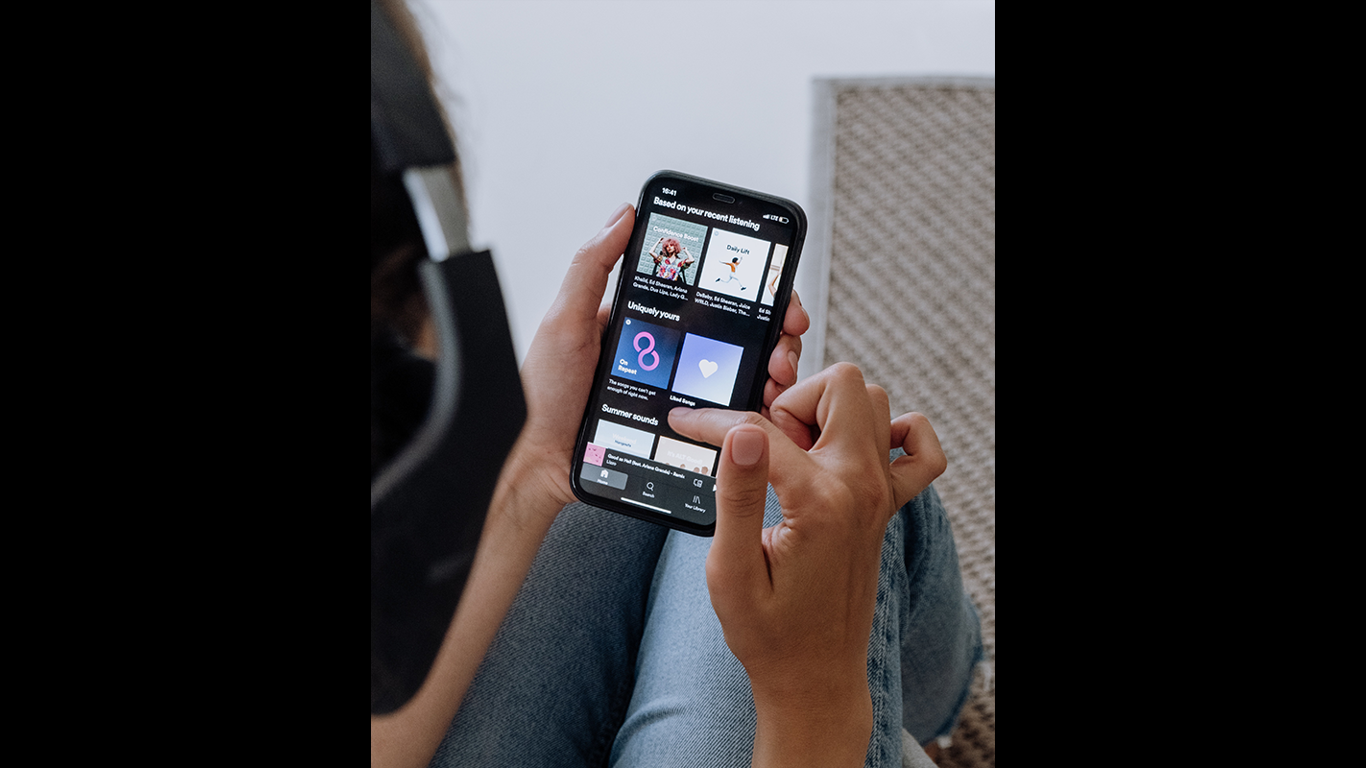 16:41
LTE
Based on your recent listening
Confidence Boost
Daily Lift
Khalid, Ed Sheeran, Ariana
Grande, Dua Lipa, Lady G...
DaBaby, Ed Sheeran, Juice
WRLD, Justin Bieber, The...
Ed Sh
Justin
Uniquely yours
On
Repeat
The songs you can't get
enough of right now.
Liked Songs
Summer sounds
Good as Hell (feat. Ariana Grande) - Remix
Lizzo
Home
Search
Your Library